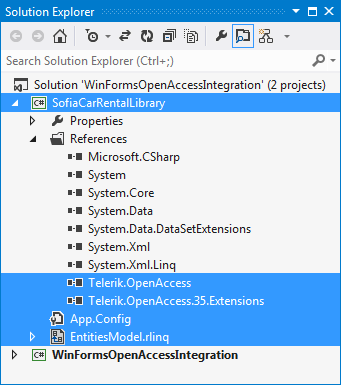 Solution Explorer
Search Solution Explorer (Ctrl+;)
Solution 'WinFormsOpenAccessIntegration' (2 projects)
C# SofiaCarRentalLibrary
Properties
References
Microsoft.CSharp
System
System.Core
System.Data
System.Data.DataSetExtensions
System.Xml
System.Xml.Linq
Telerik.OpenAccess
Telerik.OpenAccess.35.Extensions
App.Config
EntitiesModel.rlinq
C# WinFormsOpenAccessIntegration